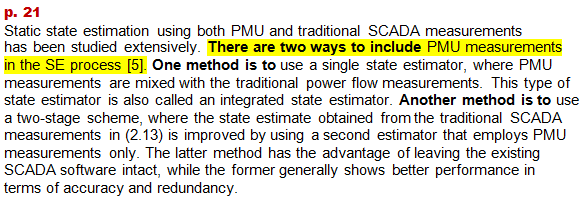 p. 21
Static state estimation using both PMU and traditional SCADA measurements
has been studied extensively. There are two ways to include PMU measurements
in the SE process [5]. One method is to use a single state estimator, where PMU
measurements are mixed with the traditional power flow measurements. This type of
state estimator is also called an integrated state estimator. Another method is to use
a two-stage scheme, where the state estimate obtained from the traditional SCADA
measurements in (2.13) is improved by using a second estimator that employs PMU
measurements only. The latter method has the advantage of leaving the existing
SCADA software intact, while the former generally shows better performance in
terms of accuracy and redundancy.